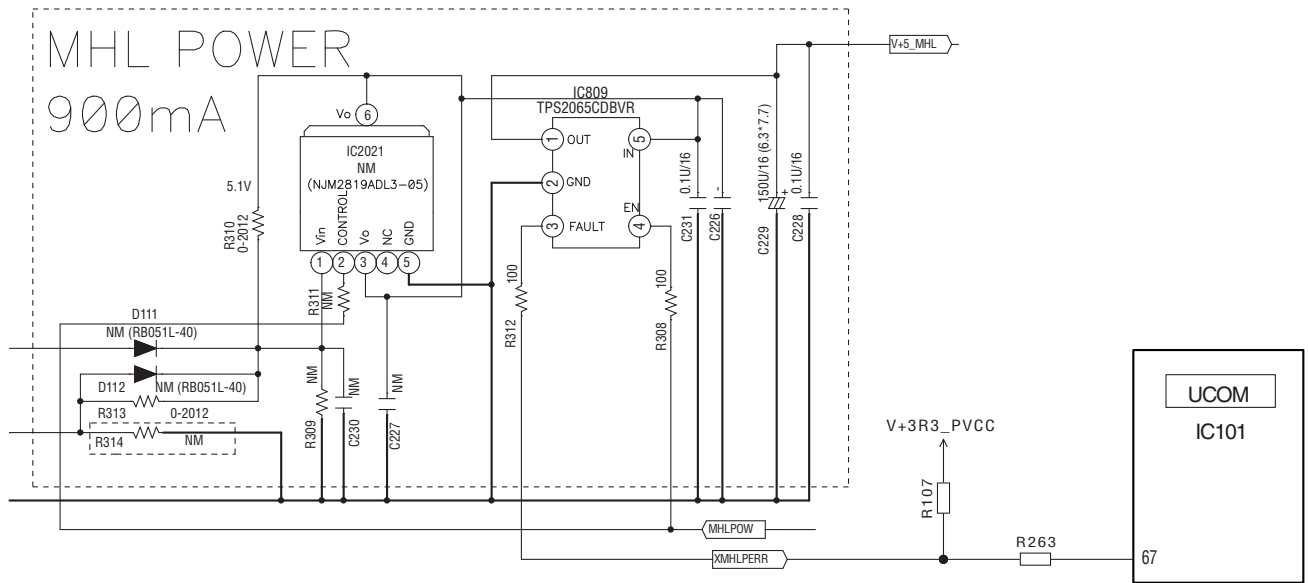 MHL POWER
900mA
V+5_MHL
IC809
TPS2065CDBVR
Vo 6
IC2021
NM
(NJM2819ADL3-05)
Vin
CONTROL
Vo
NC
GND
1 2 3 4 5
1 OUT
2 GND
3 FAULT
IN 5
EN 4
5.1V
R310
0-2012
R311
NM
0.1U/16
C231
-
C226
150U/16 (6.3*7.7)
+
C229
0.1U/16
C228
100
R312
100
R308
D111
NM (RB051L-40)
D112 NM (RB051L-40)
R313 0-2012
R314 NM
NM
R309
NM
C230
NM
C227
MHLPOW
XMHLPERR
V+3R3_PVCC
R107
R263
UCOM
IC101
67